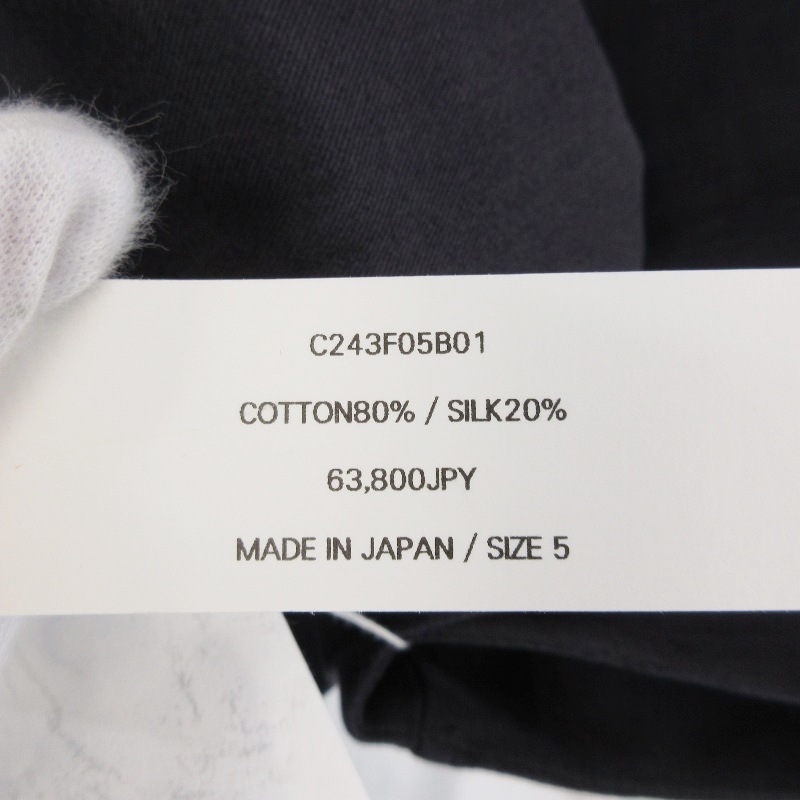 C243F05B01
COTTON80% / SILK20%
63,800JPY
MADE IN JAPAN / SIZE 5